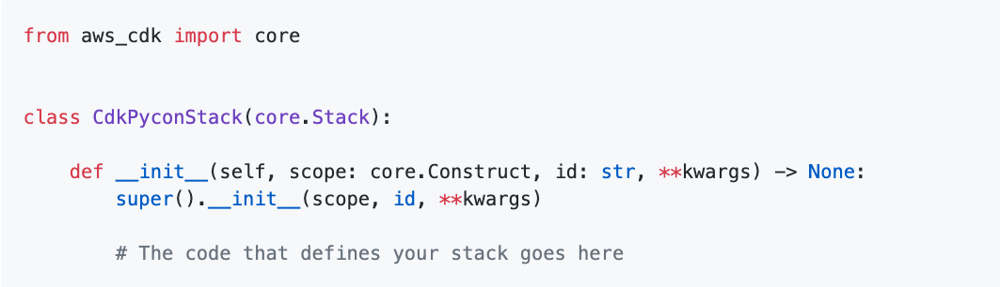 from aws_cdk import core
class CdkPyconStack(core.Stack):
def __init__(self, scope: core.Construct, id: str, **kwargs) -> None:
super().__init__(scope, id, **kwargs)
# The code that defines your stack goes here